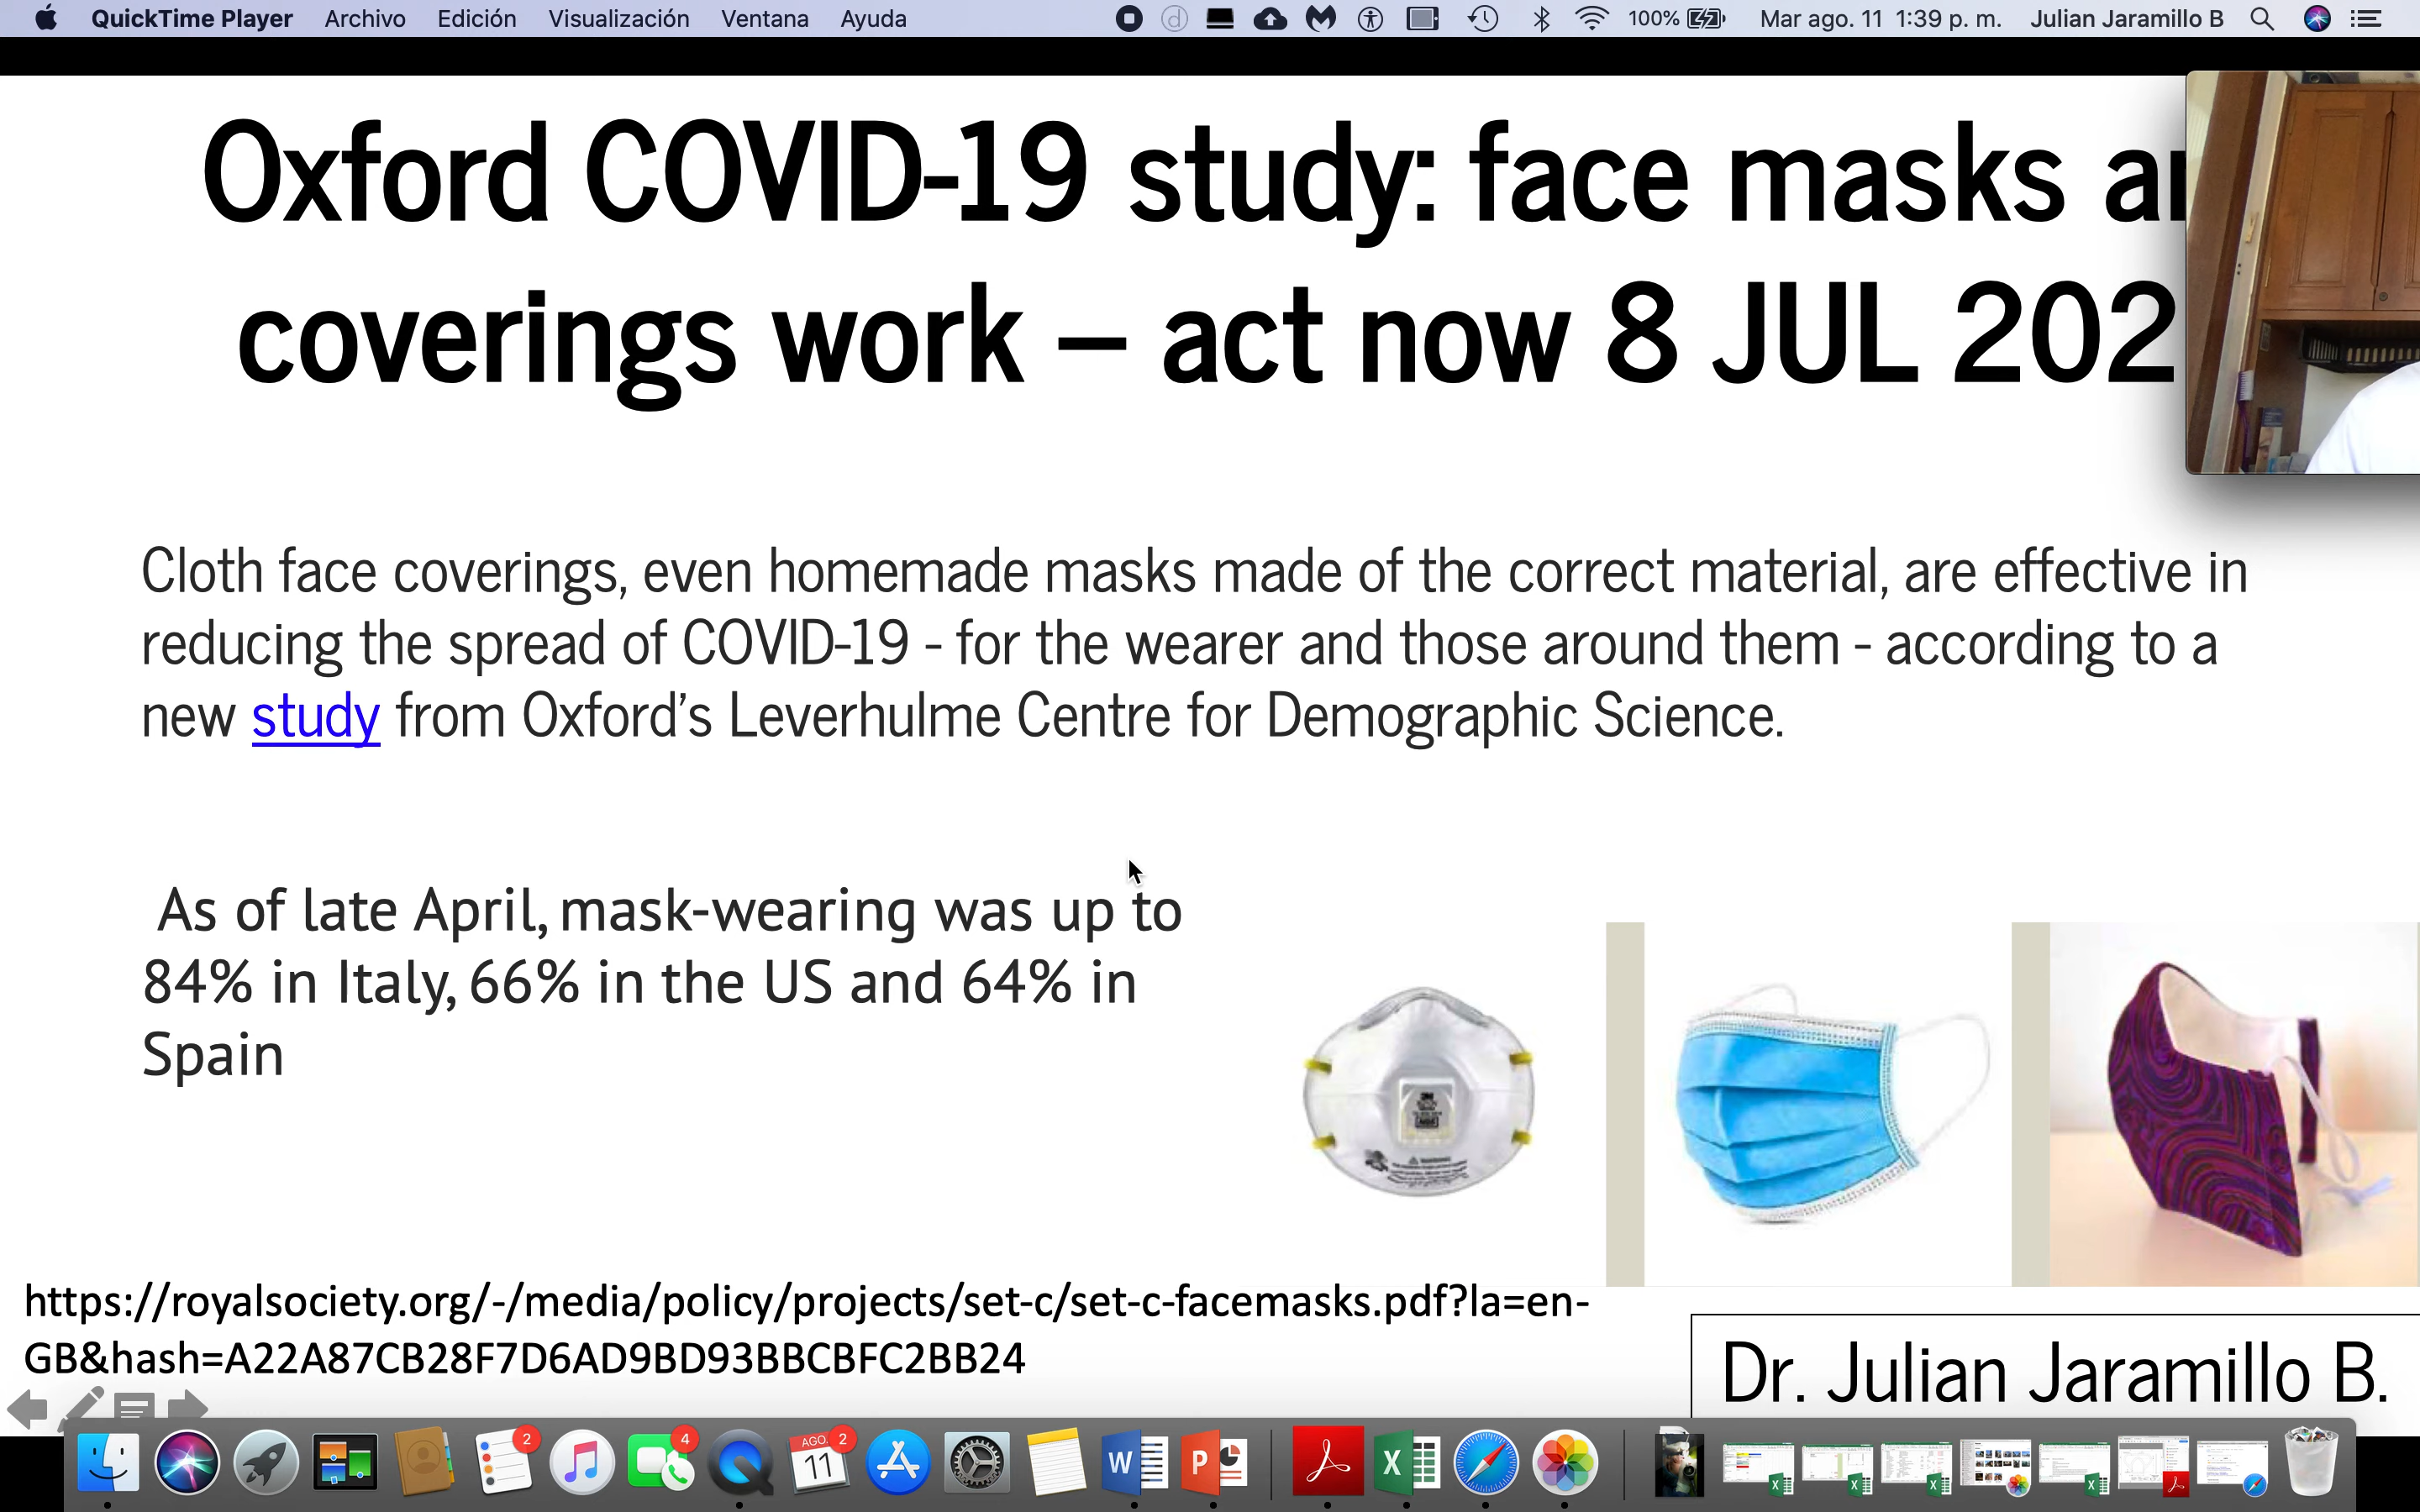 QuickTime Player Archivo Edición Visualización Ventana Ayuda 100% Mar ago. 11 1:39 p. m. Julian Jaramillo B
Oxford COVID-19 study: face masks
coverings work – act now 8 JUL 202
Cloth face coverings, even homemade masks made of the correct material, are effective in
reducing the spread of COVID-19 - for the wearer and those around them - according to a
new study from Oxford's Leverhulme Centre for Demographic Science.
As of late April, mask-wearing was up to
84% in Italy, 66% in the US and 64% in
Spain
https://royalsociety.org/-/media/policy/projects/set-c/set-c-facemasks.pdf?la=en-
GB&hash=A22A87CB28F7D6AD9BD93BBCBFC2BB24
Dr. Julian Jaramillo B.
2
4
AGO. 2
11